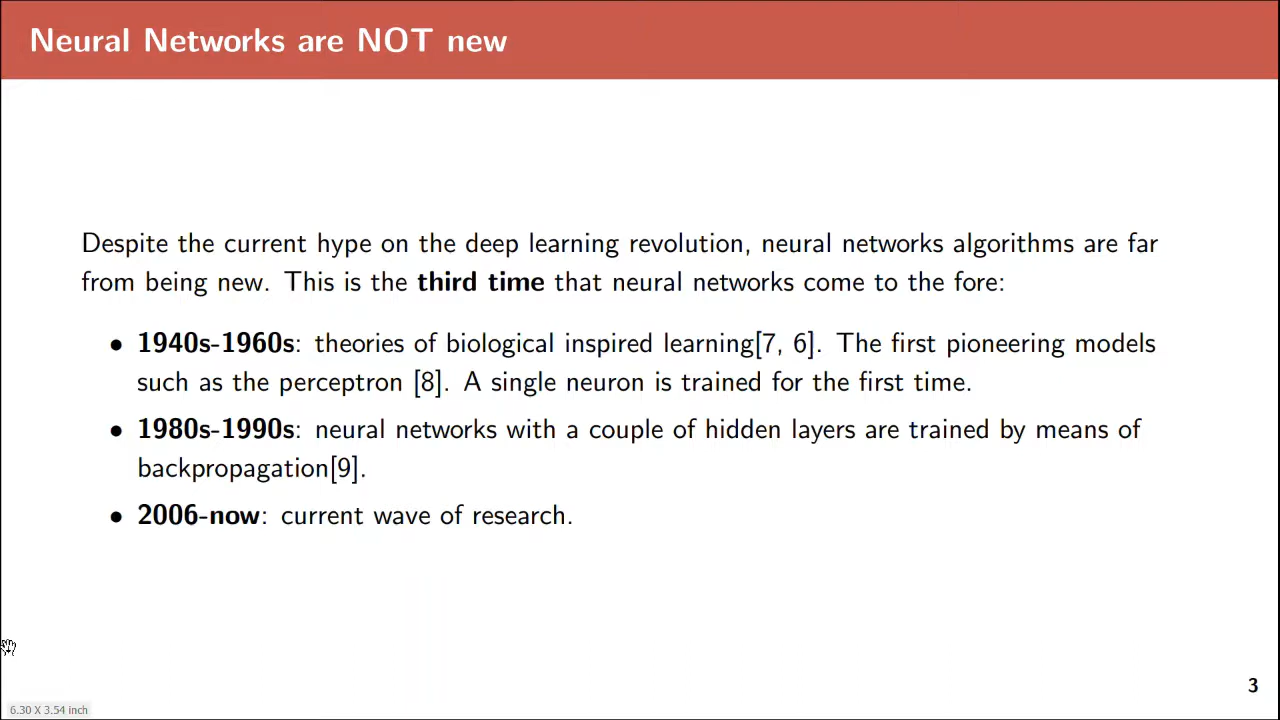 Neural Networks are NOT new
Despite the current hype on the deep learning revolution, neural networks algorithms are far
from being new. This is the third time that neural networks come to the fore:
• 1940s-1960s: theories of biological inspired learning[7, 6]. The first pioneering models
such as the perceptron [8]. A single neuron is trained for the first time.
• 1980s-1990s: neural networks with a couple of hidden layers are trained by means of
backpropagation[9].
• 2006-now: current wave of research.
3
6.30 X 3.54 inch